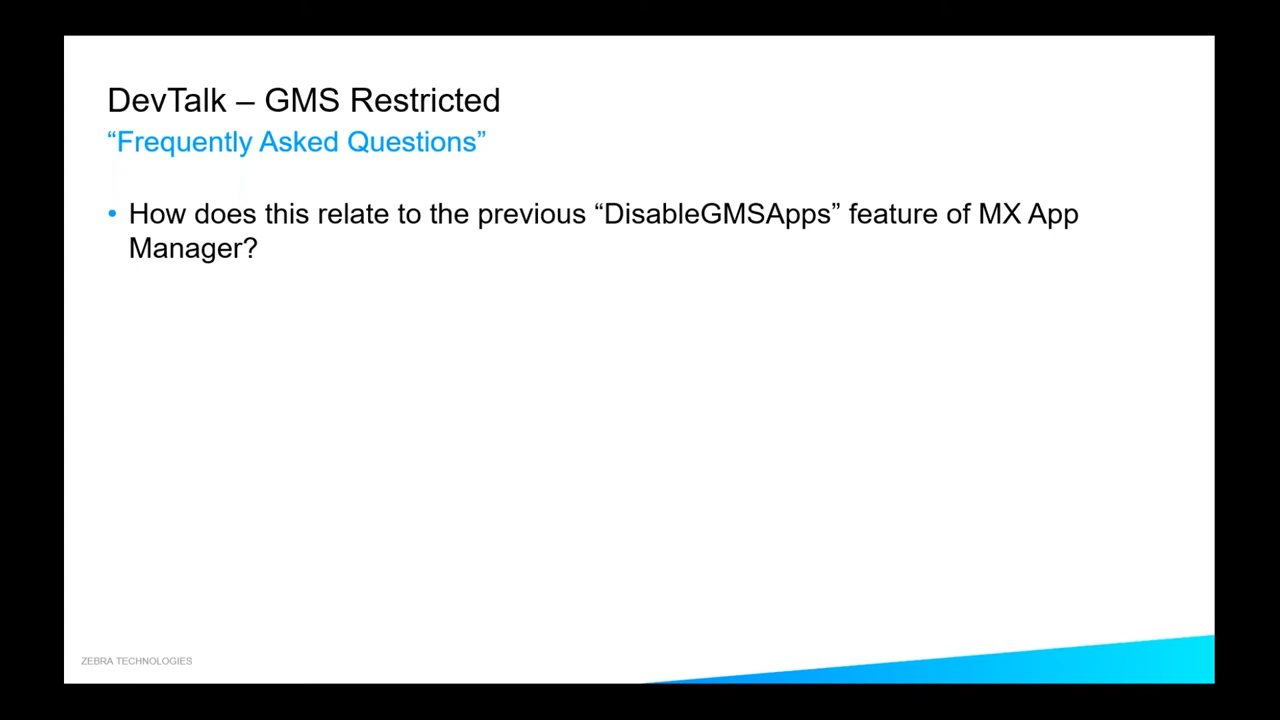 DevTalk – GMS Restricted
“Frequently Asked Questions”
• How does this relate to the previous “DisableGMSApps” feature of MX App
Manager?
ZEBRA TECHNOLOGIES